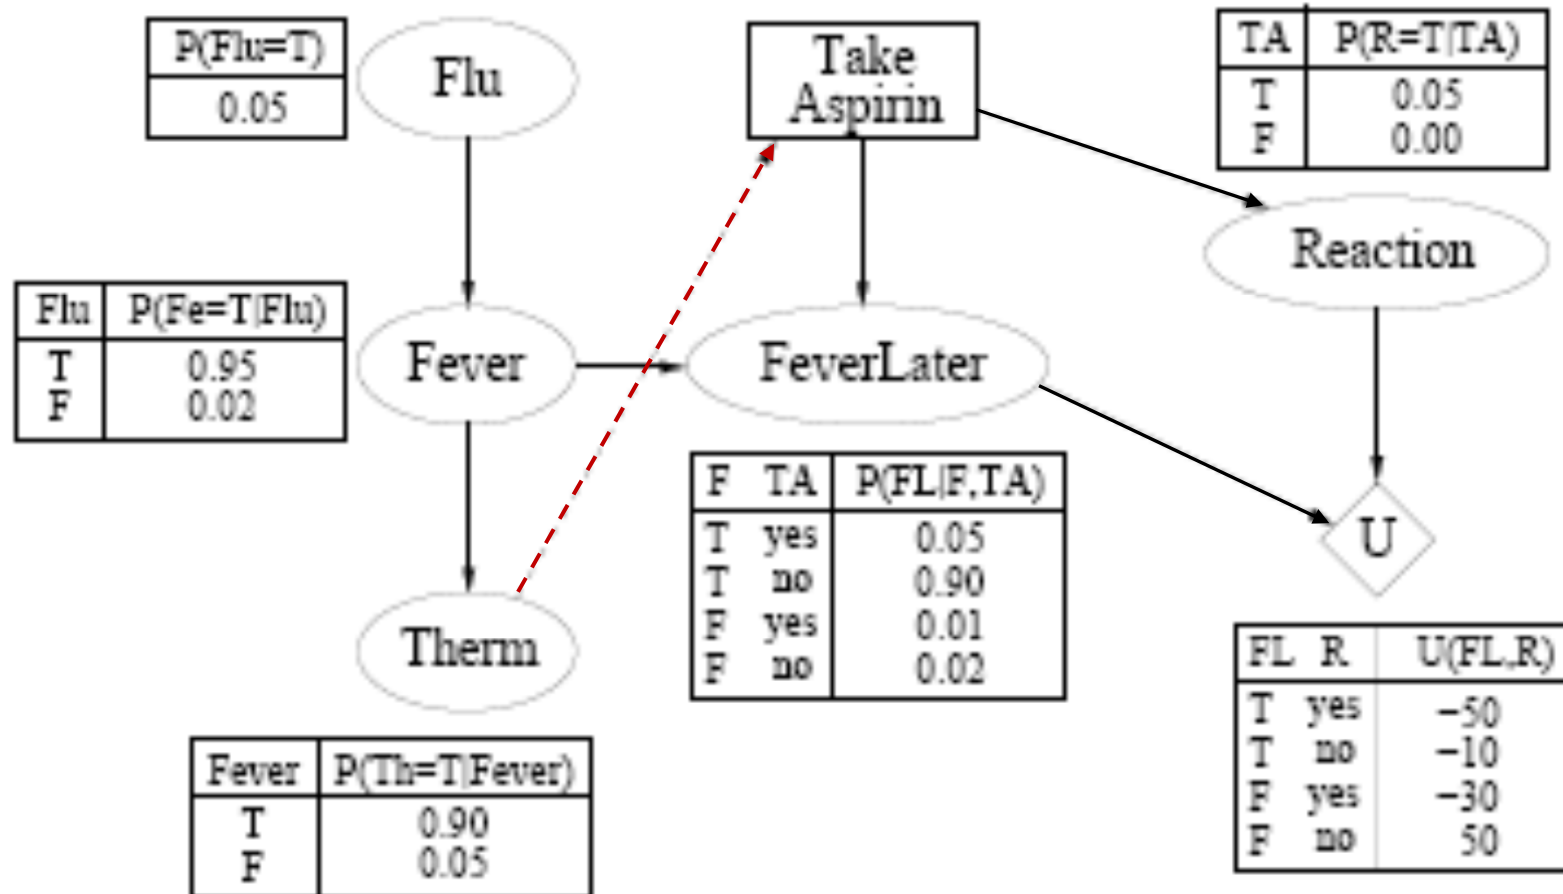 P(Flu=T)
0.05
Flu
Take
Aspirin
TA P(R=T|TA)
T 0.05
F 0.00
Reaction
Flu P(Fe=T|Flu)
T 0.95
F 0.02
Fever
FeverLater
F TA P(FL|F,TA)
T yes 0.05
T no 0.90
F yes 0.01
F no 0.02
U
Therm
FL R U(FL,R)
T yes −50
T no −10
F yes −30
F no 50
Fever P(Th=T|Fever)
T 0.90
F 0.05